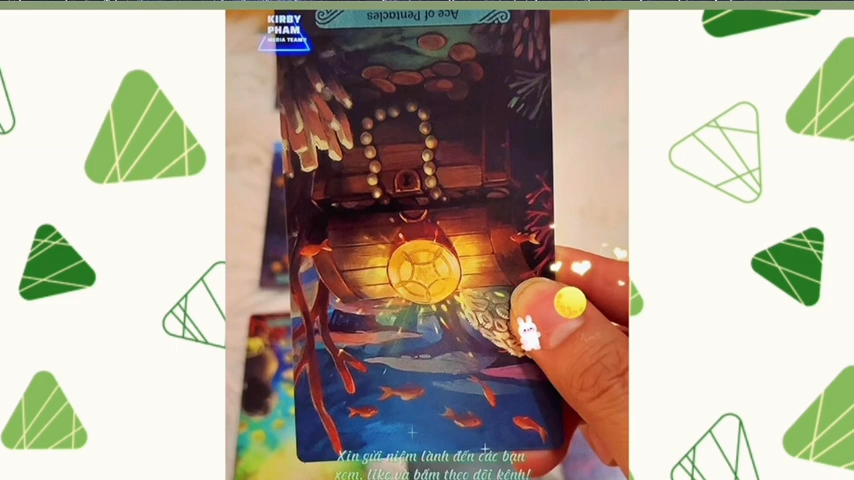 KIRBY
PHAM
MEDIA TEAM
Ace of Pentacles
Xin gửi niệm lành đến các bạn
xem, like và bấm theo dõi kênh!